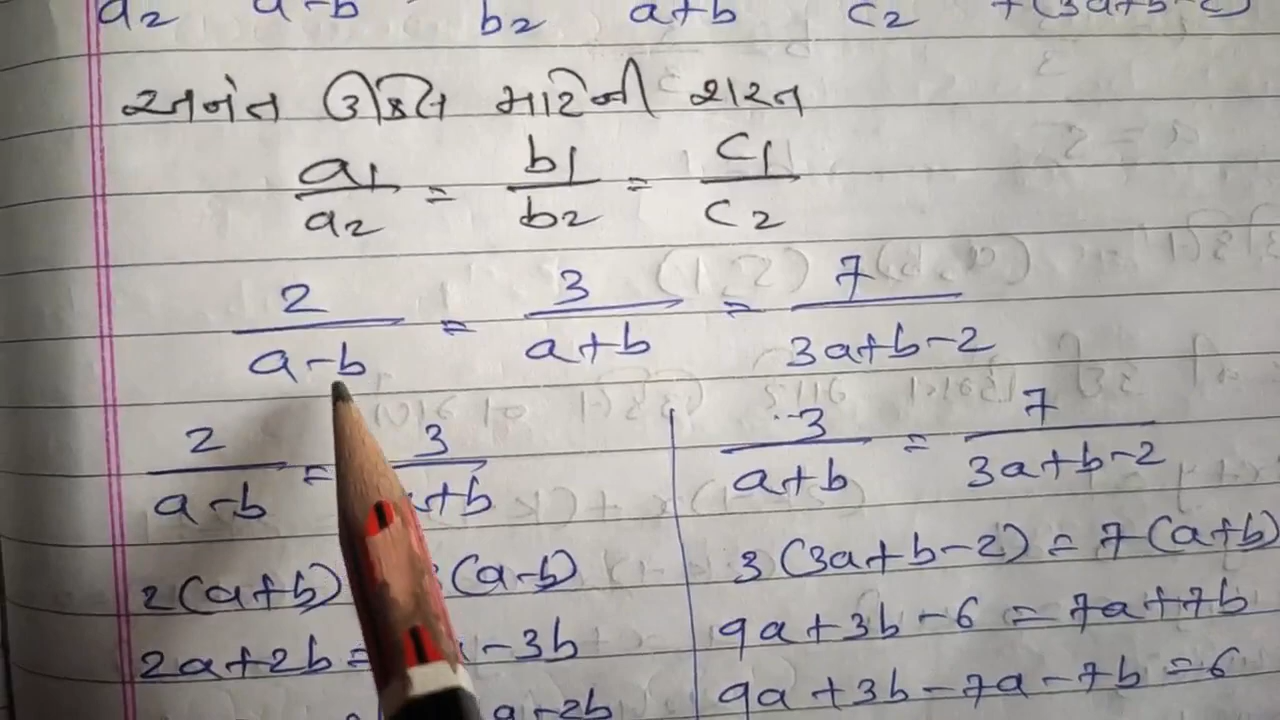 a2 a-b b2 a+b c2 +(3a+b-2)
અનંત ઉકેલ માટેની શરત
a1/a2 = b1/b2 = c1/c2
2/(a-b) = 3/(a+b) = 7/(3a+b-2)
2/(a-b) = 3/(a+b)
2(a+b) (a-b)
2a+2b= -3b
a-2b
3/(a+b) = 7/(3a+b-2)
3(3a+b-2)=7(a+b)
9a+3b-6=7a+7b
9a+3b-7a-7b=6